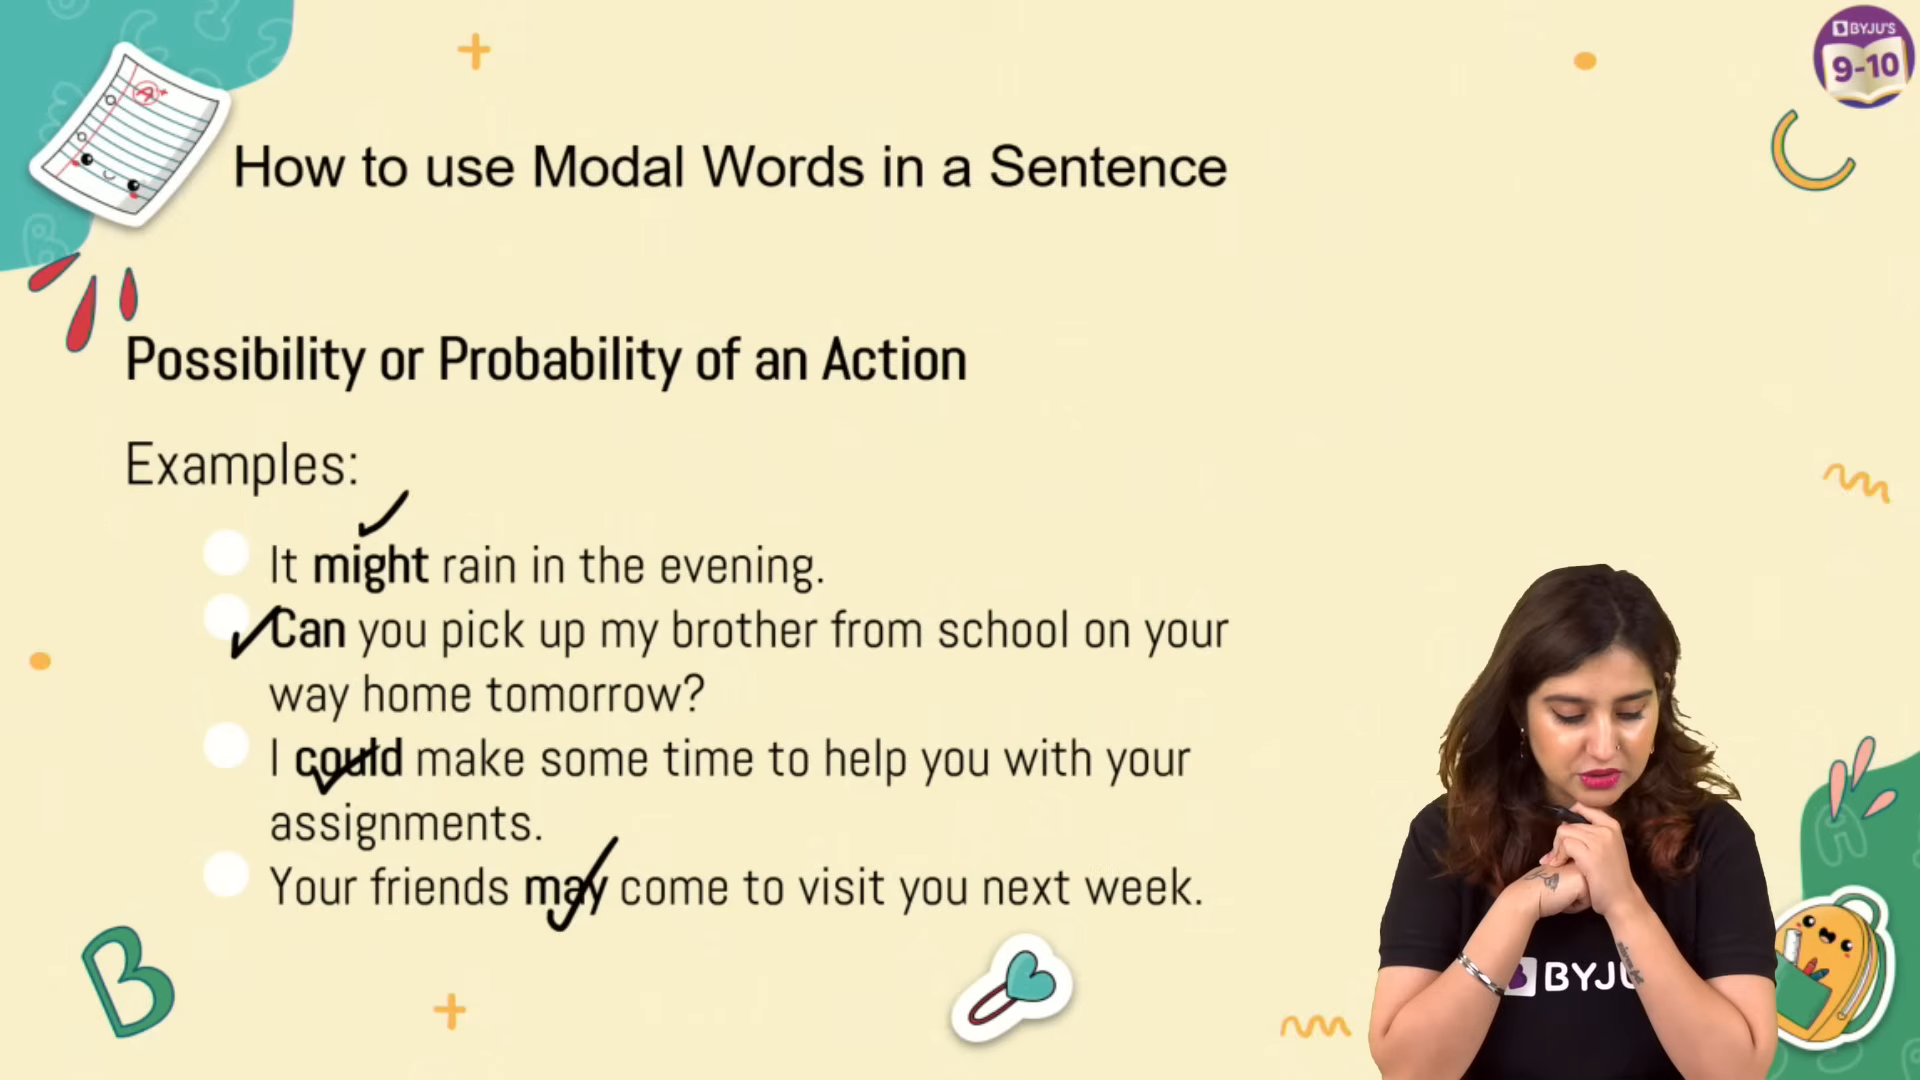 BYJU'S
9-10
How to use Modal Words in a Sentence
Possibility or Probability of an Action
Examples:
It might rain in the evening.
Can you pick up my brother from school on your
way home tomorrow?
I could make some time to help you with your
assignments.
Your friends may come to visit you next week.
B
BYJU